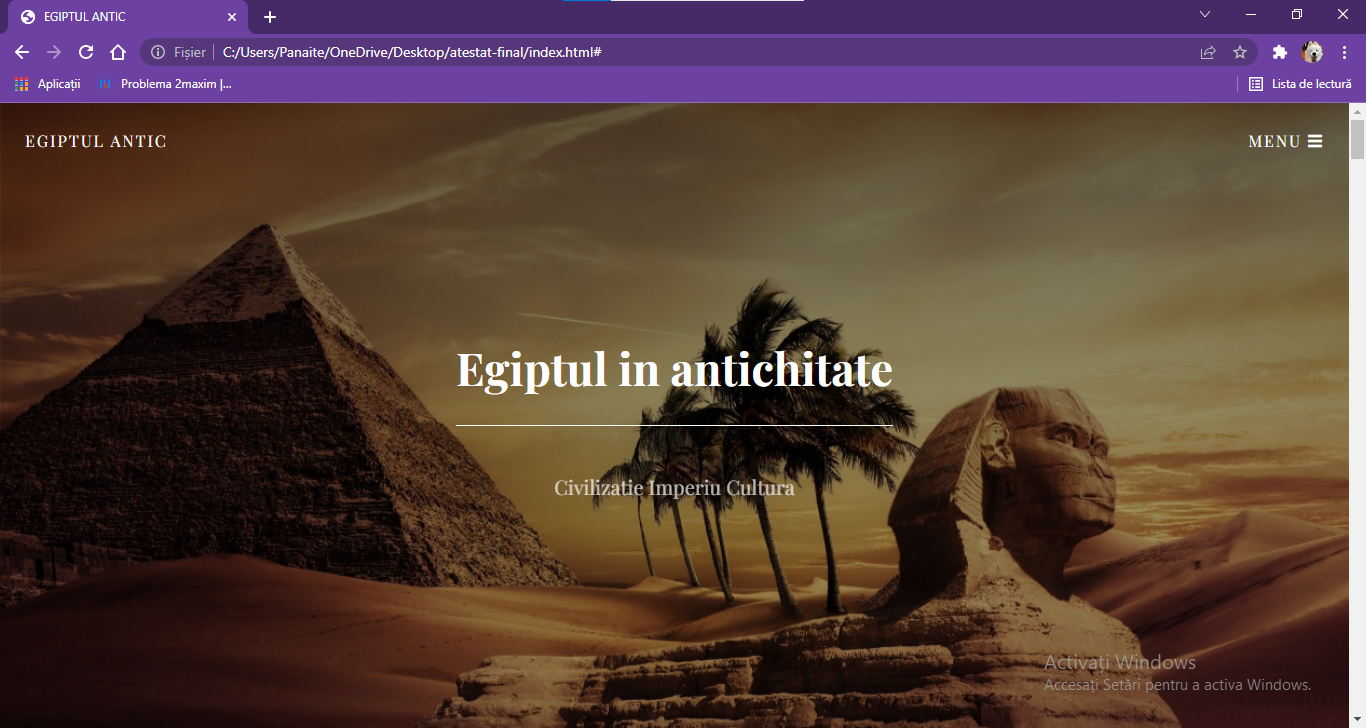 EGIPTUL ANTIC
Fișier
C:/Users/Panaite/OneDrive/Desktop/atestat-final/index.html#
Aplicații
Problema 2maxim |...
Lista de lectură
EGIPTUL ANTIC
MENU
Egiptul in antichitate
Civilizatie Imperiu Cultura
Activați Windows
Accesați Setări pentru a activa Windows.